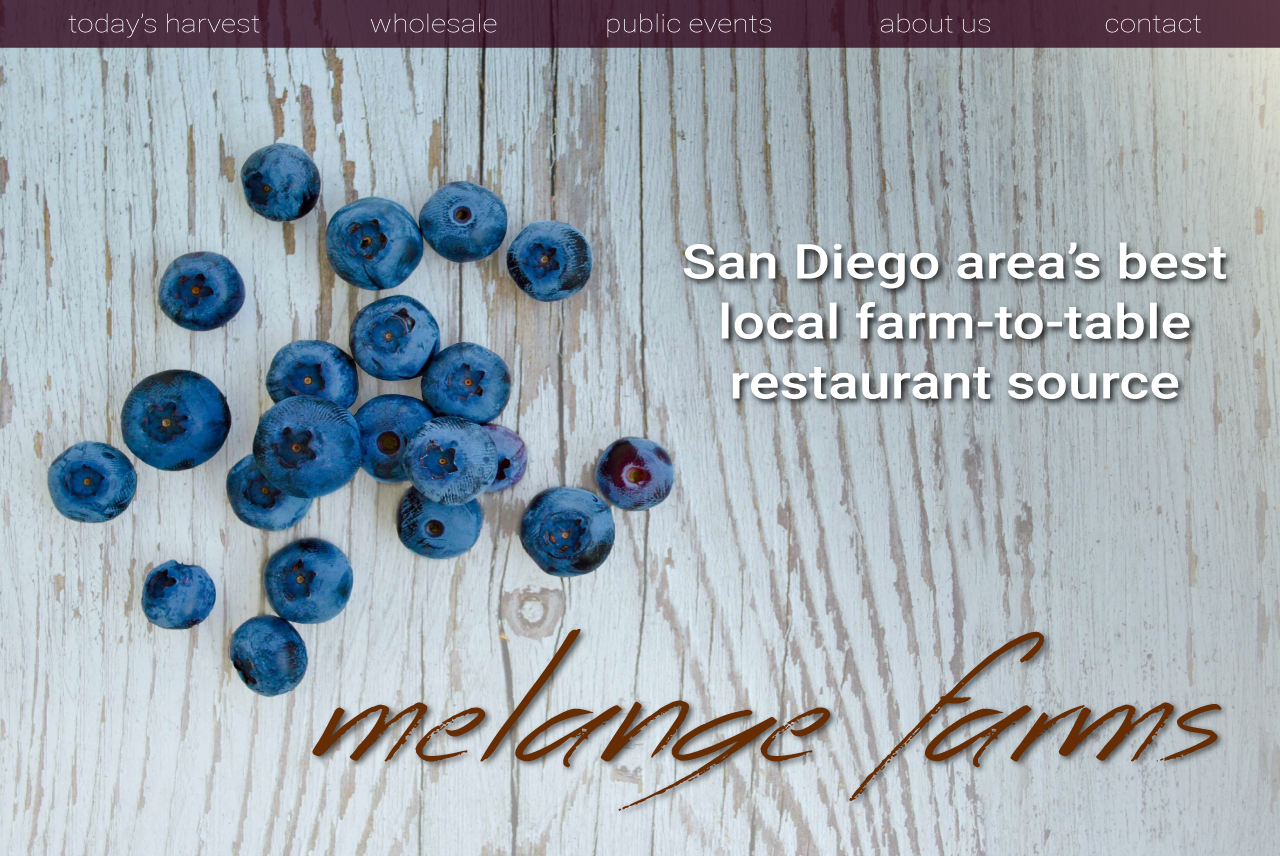 today's harvest wholesale public events about us contact
San Diego area's best
local farm-to-table
restaurant source
melange farms